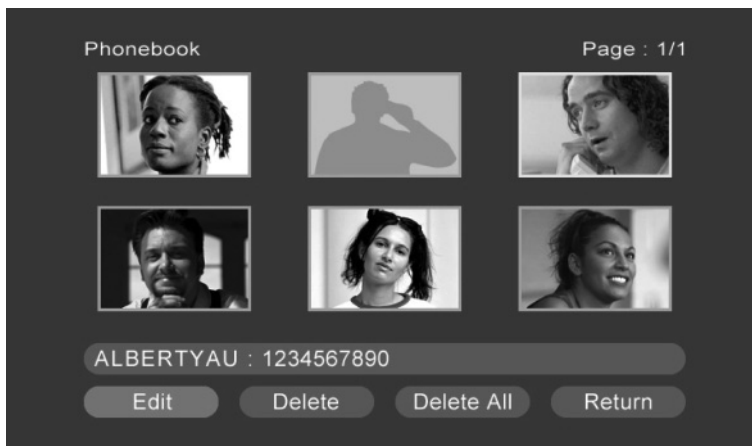 Phonebook Page : 1/1
ALBERTYAU : 1234567890
Edit Delete Delete All Return